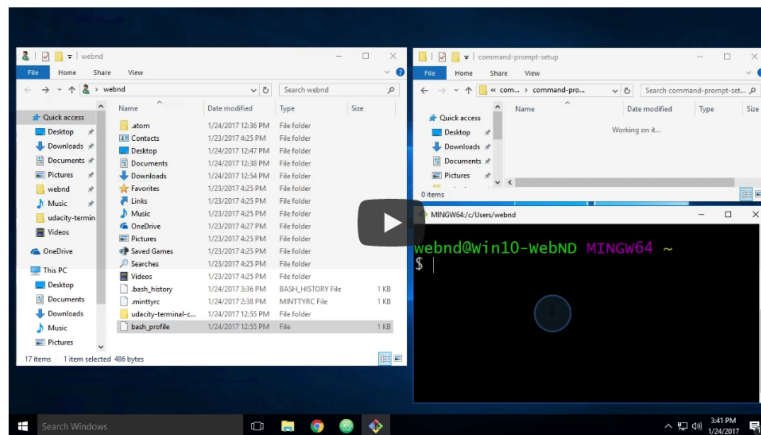 webnd
File Home Share View
webnd
Search webnd
Quick access
Desktop
Downloads
Documents
Pictures
webnd
Music
udacity-termin
Videos
OneDrive
This PC
Desktop
Documents
Downloads
Music
Pictures
Name Date modified Type Size
.atom 1/24/2017 12:36 PM File folder
Contacts 1/23/2017 4:25 PM File folder
Desktop 1/24/2017 12:47 PM File folder
Documents 1/24/2017 12:38 PM File folder
Downloads 1/24/2017 12:54 PM File folder
Favorites 1/23/2017 4:25 PM File folder
Links 1/23/2017 4:25 PM File folder
Music 1/23/2017 4:25 PM File folder
OneDrive 1/23/2017 4:27 PM File folder
Pictures 1/23/2017 4:25 PM File folder
Saved Games 1/23/2017 4:25 PM File folder
Searches 1/23/2017 4:25 PM File folder
Videos 1/23/2017 4:25 PM File folder
.bash_history 1/24/2017 3:36 PM BASH_HISTORY File 1 KB
.minttyrc 1/24/2017 2:38 PM MINTTYRC File 1 KB
udacity-terminal-c... 1/24/2017 12:55 PM File folder
bash_profile 1/24/2017 12:55 PM File 1 KB
17 items 1 item selected 486 bytes
command-prompt-setup
File Home Share View
« com... › command-pro...
Search command-prompt-set...
Quick access
Desktop
Downloads
Documents
Pictures
Name Date modified Type Size
Working on it...
0 items
MINGW64:/c/Users/webnd
webnd@Win10-WebND MINGW64 ~
$
Search Windows
3:41 PM
1/24/2017